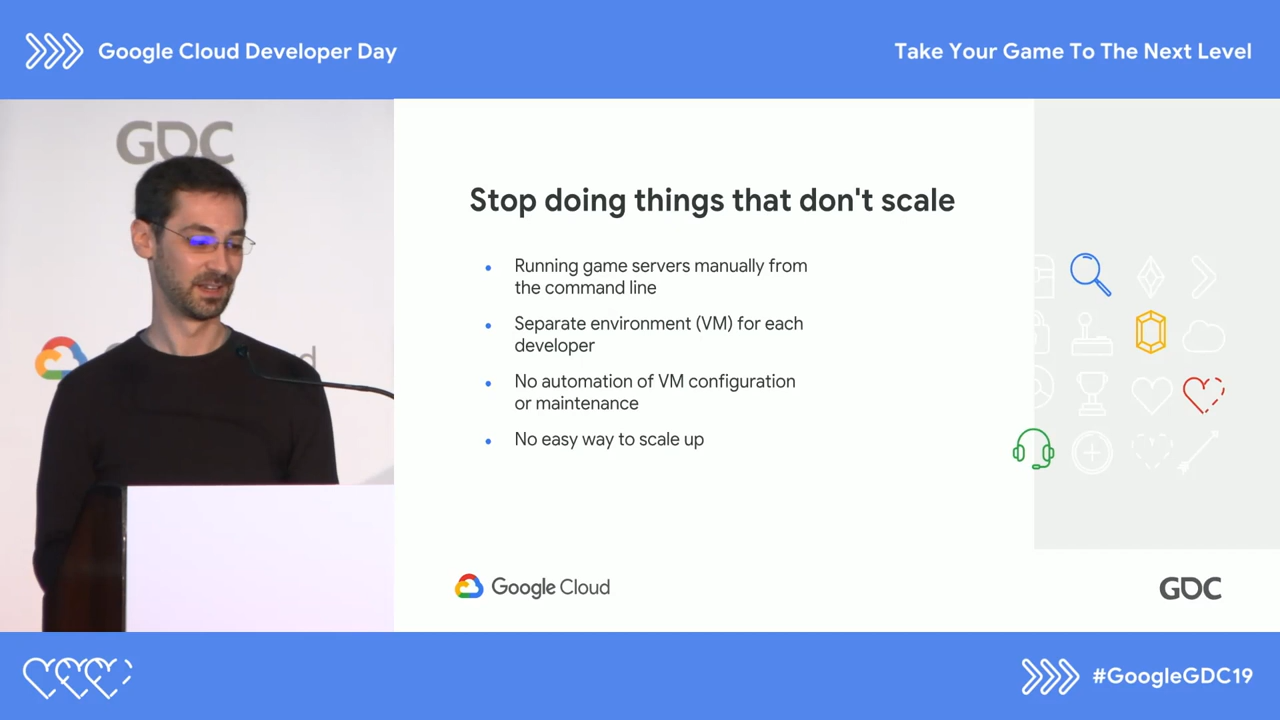 Google Cloud Developer Day
Take Your Game To The Next Level
GDC
Stop doing things that don't scale
Running game servers manually from
the command line
Separate environment (VM) for each
developer
No automation of VM configuration
or maintenance
No easy way to scale up
Google Cloud
GDC
#GoogleGDC19